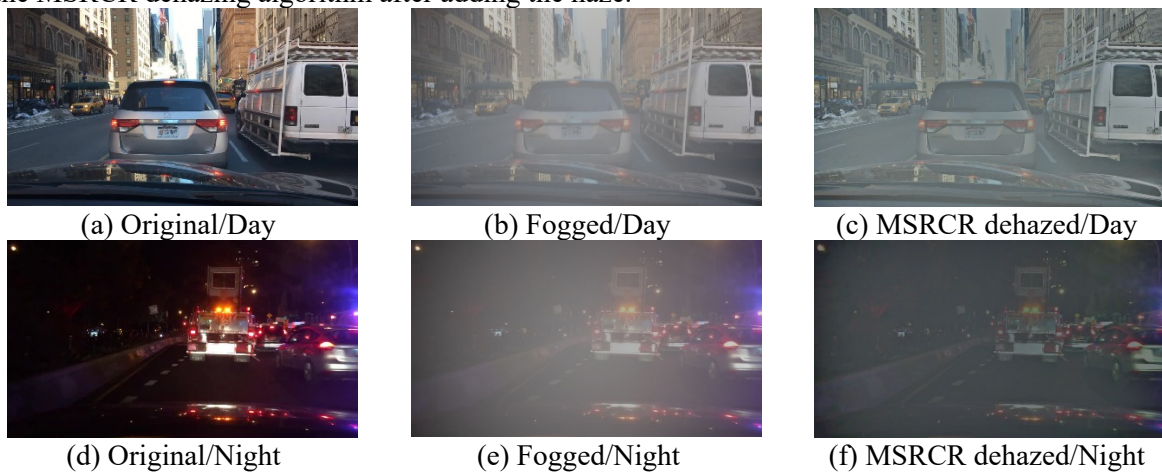 the MSRCR dehazing algorithm after adding the haze.
(a) Original/Day
(b) Fogged/Day
(c) MSRCR dehazed/Day
(d) Original/Night
(e) Fogged/Night
(f) MSRCR dehazed/Night